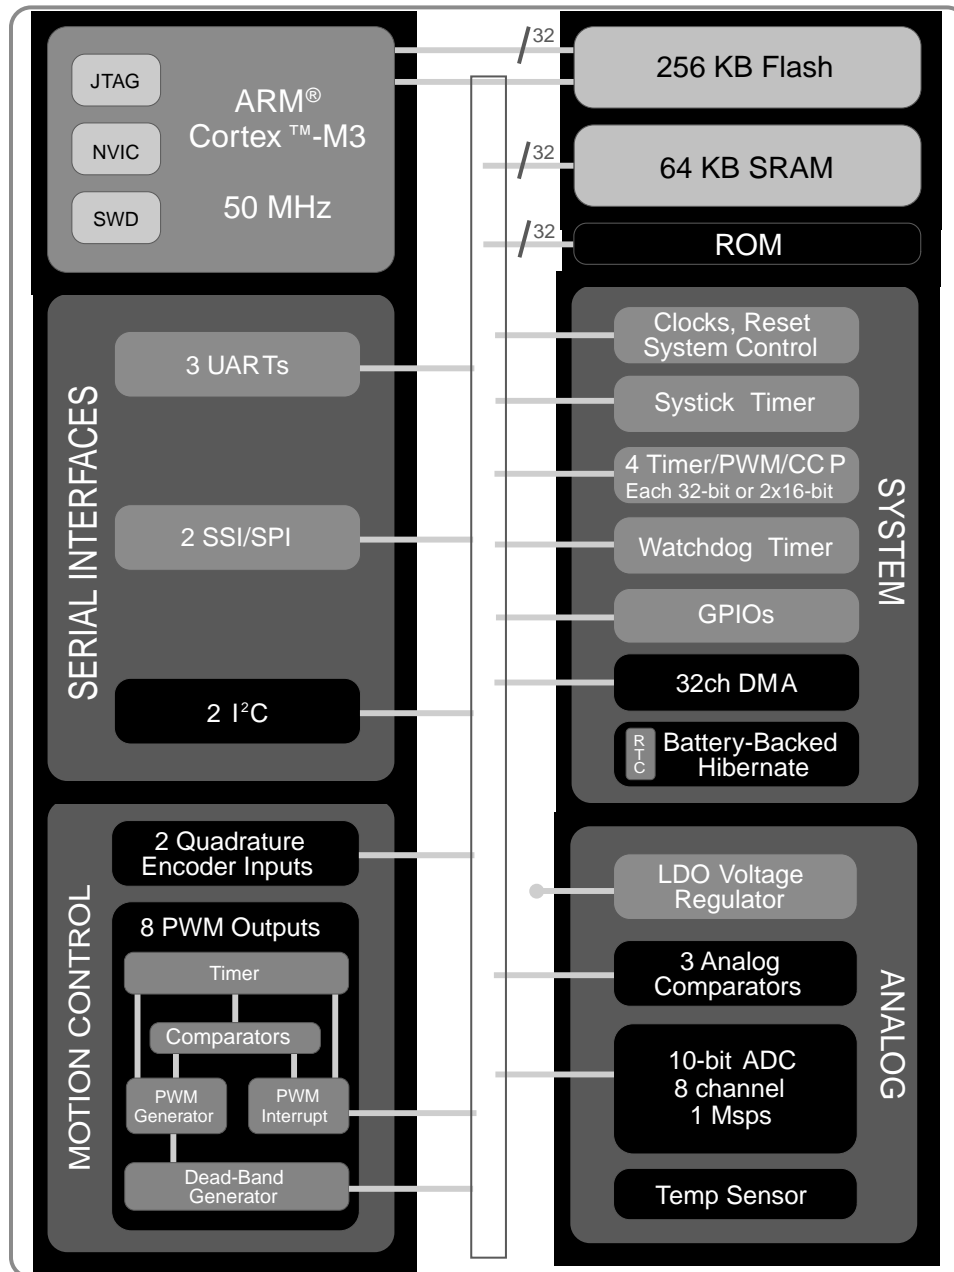 JTAG
NVIC
SWD
ARM®
Cortex™-M3
50 MHz
32
256 KB Flash
32
64 KB SRAM
32
ROM
SERIAL INTERFACES
3 UARTs
2 SSI/SPI
2 I²C
SYSTEM
Clocks, Reset
System Control
Systick Timer
4 Timer/PWM/CCP
Each 32-bit or 2x16-bit
Watchdog Timer
GPIOs
32ch DMA
RTC
Battery-Backed
Hibernate
MOTION CONTROL
2 Quadrature
Encoder Inputs
8 PWM Outputs
Timer
Comparators
PWM
Generator
PWM
Interrupt
Dead-Band
Generator
ANALOG
LDO Voltage
Regulator
3 Analog
Comparators
10-bit ADC
8 channel
1 Msps
Temp Sensor